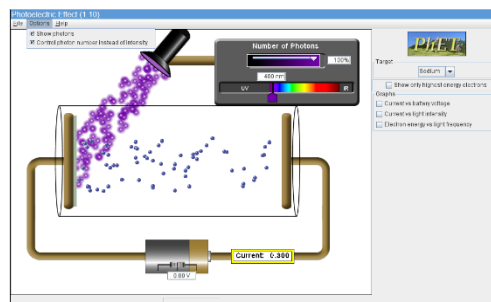 Photoelectric Effect (1.10)
File Options Help
Show photons
Control photon number instead of intensity
Number of Photons
100%
400 nm
UV
IR
PhET
Target
Sodium
Show only highest energy electrons
Graphs
Current vs battery voltage
Current vs light intensity
Electron energy vs light frequency
Current: 0.300
0.00 V